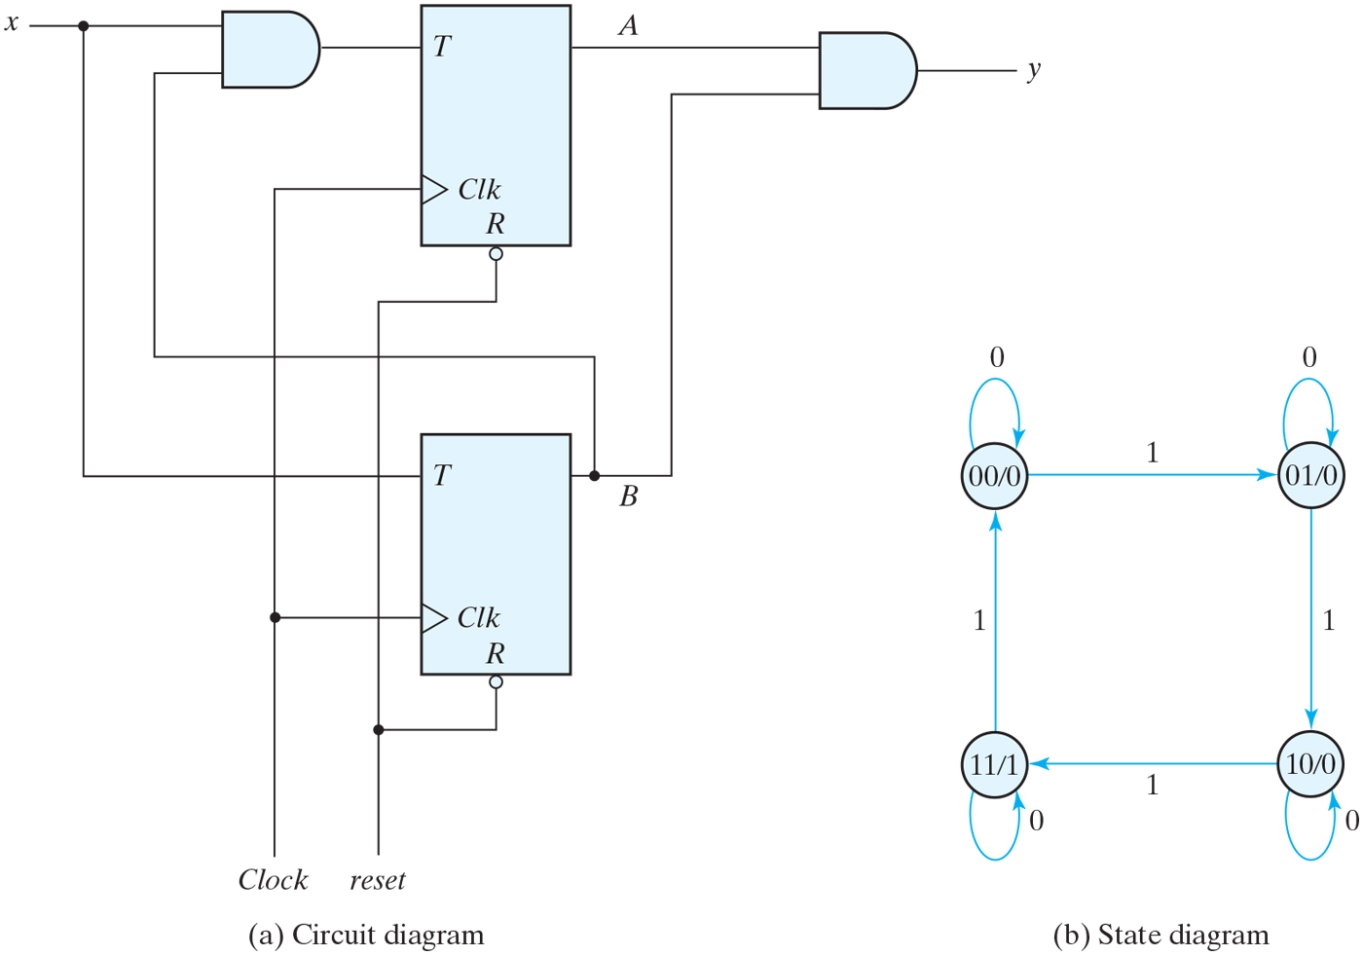 x
T
A
y
Clk
R
T
B
Clk
R
Clock reset
(a) Circuit diagram
0 0
00/0 1 01/0
1 1
11/1 1 10/0
0 0
(b) State diagram